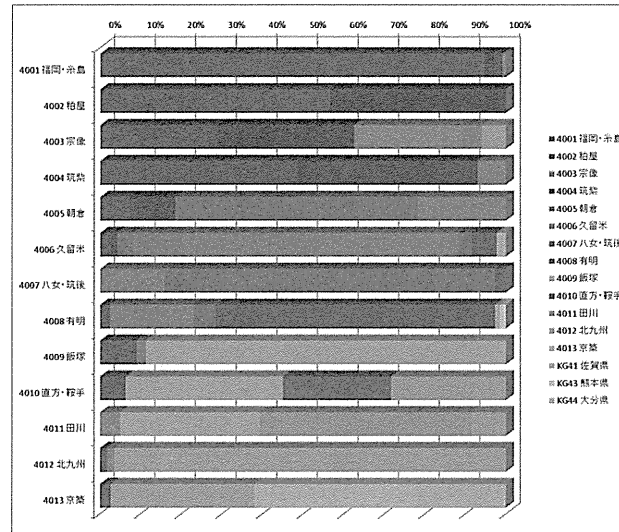 0% 10% 20% 30% 40% 50% 60% 70% 80% 90% 100%
4001 福岡・糸島
4002 粕屋
4003 宗像
4004 筑紫
4005 朝倉
4006 久留米
4007 八女・筑後
4008 有明
4009 飯塚
4010 直方・鞍手
4011 田川
4012 北九州
4013 京築
4001 福岡・糸島
4002 粕屋
4003 宗像
4004 筑紫
4005 朝倉
4006 久留米
4007 八女・筑後
4008 有明
4009 飯塚
4010 直方・鞍手
4011 田川
4012 北九州
4013 京築
KG41 佐賀県
KG43 熊本県
KG44 大分県